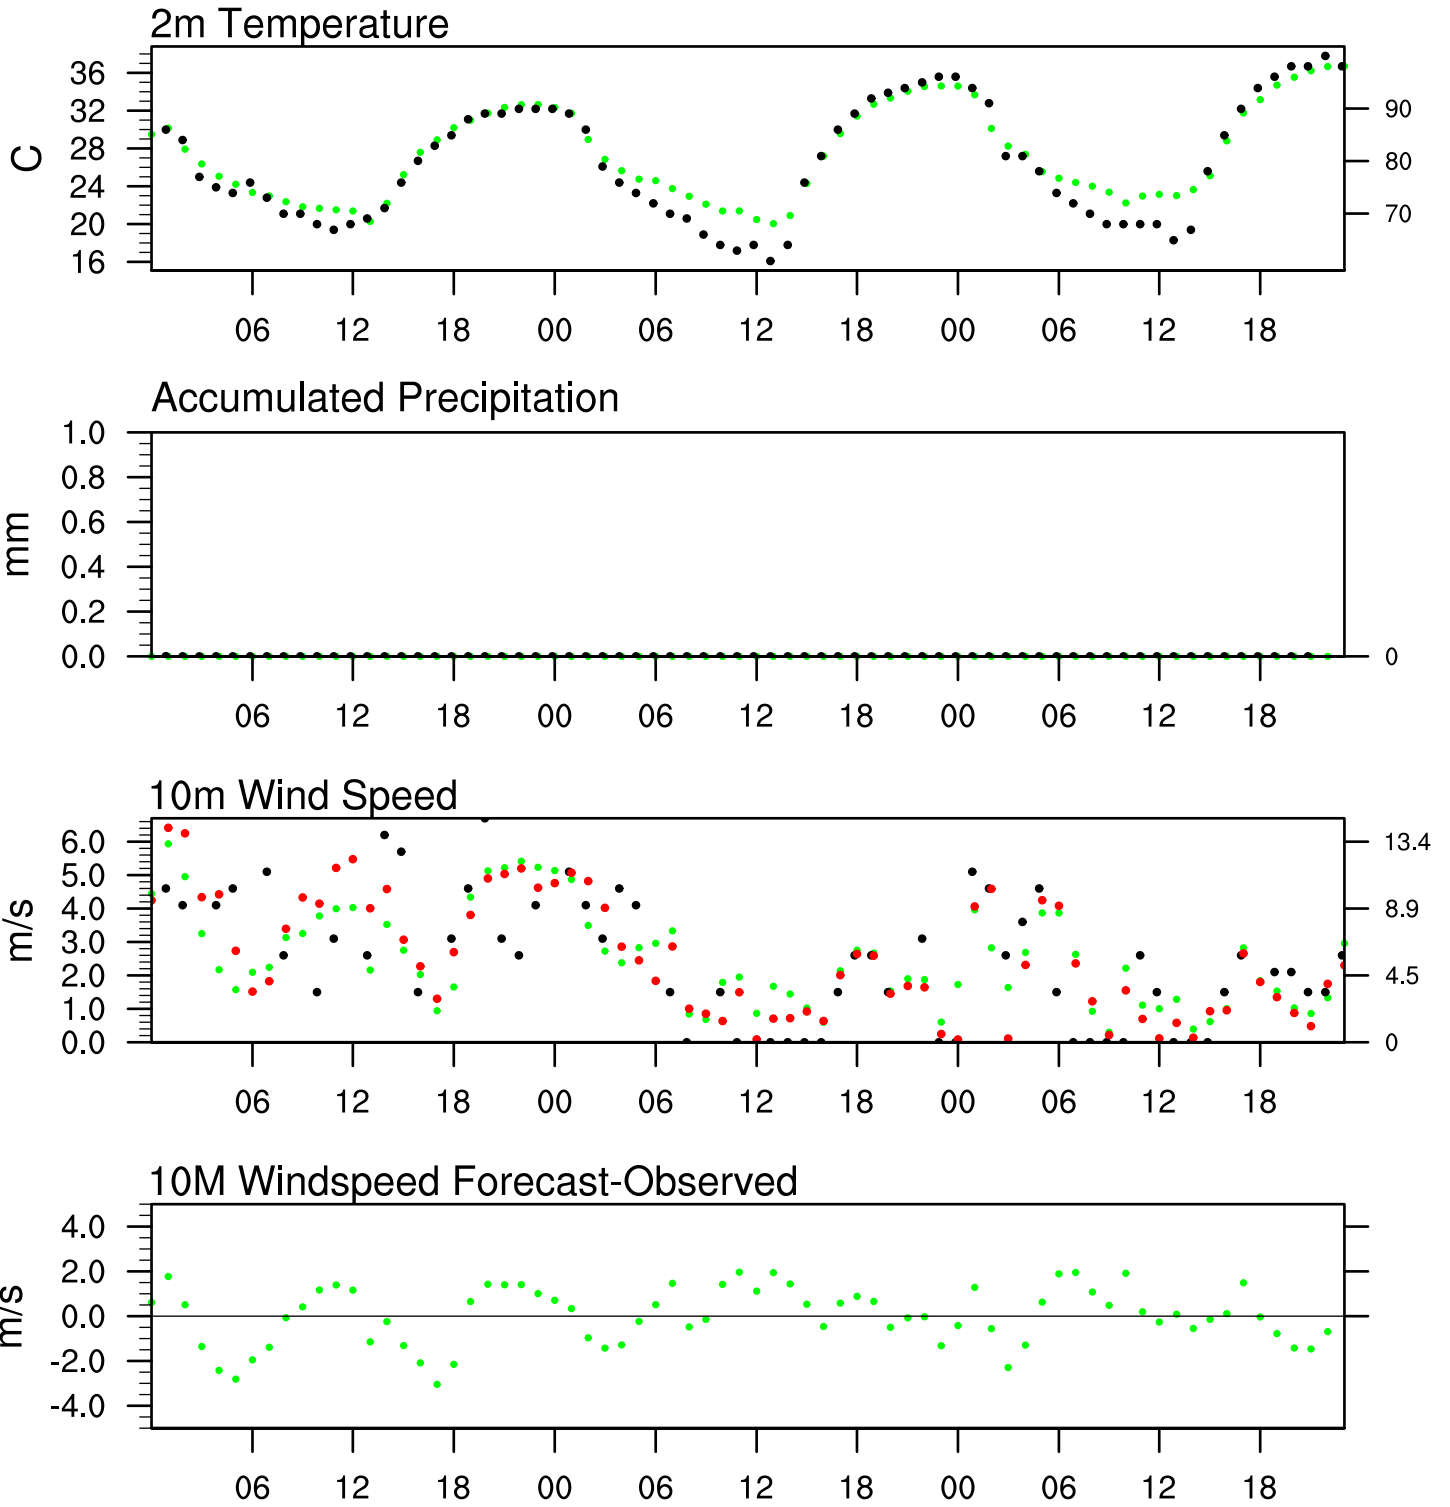 2m Temperature
C
36
32
28
24
20
16
90
80
70
06 12 18 00 06 12 18 00 06 12 18
Accumulated Precipitation
mm
1.0
0.8
0.6
0.4
0.2
0.0
0
06 12 18 00 06 12 18 00 06 12 18
10m Wind Speed
m/s
6.0
5.0
4.0
3.0
2.0
1.0
0.0
13.4
8.9
4.5
0
06 12 18 00 06 12 18 00 06 12 18
10M Windspeed Forecast-Observed
m/s
4.0
2.0
0.0
-2.0
-4.0
06 12 18 00 06 12 18 00 06 12 18